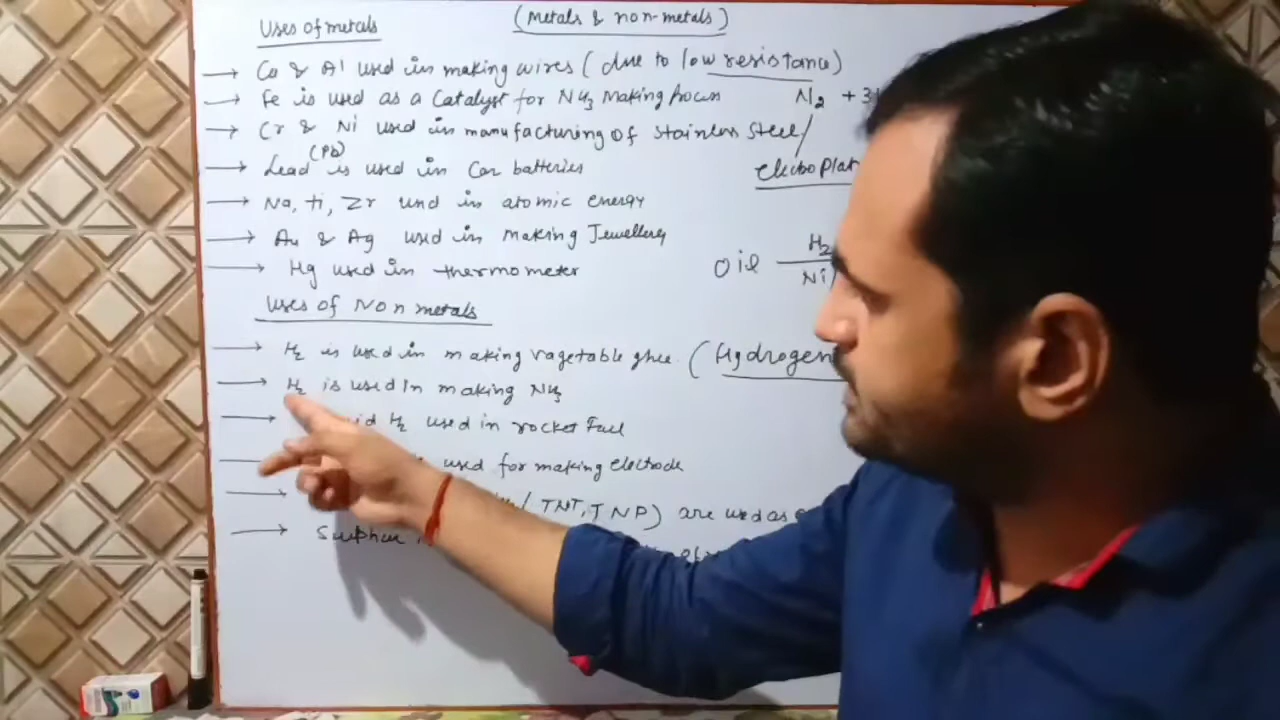 (Metals & non-metals)
Uses of metals
→ Cu & Al used in making wires (due to low resistance)
→ Fe is used as a Catalyst for NH3 Making Process N2 + 3H
→ Cr & Ni used in manufacturing of Stainless Steel/
Electroplat
→ Lead (Pb) is used in Car batteries
→ Na, Ti, Zr used in atomic energy
→ Au & Ag used in Making Jewellery
→ Hg used in thermometer
Oil H2
Ni/
Uses of Non metals
→ H2 is used in making vagetable ghee. (Hydrogen
→ H2 is used In making NH3
→ H2 used in rocket Fuel
→ used for making electrode
→ / TNT, TNP) are used as
→ Sulphur